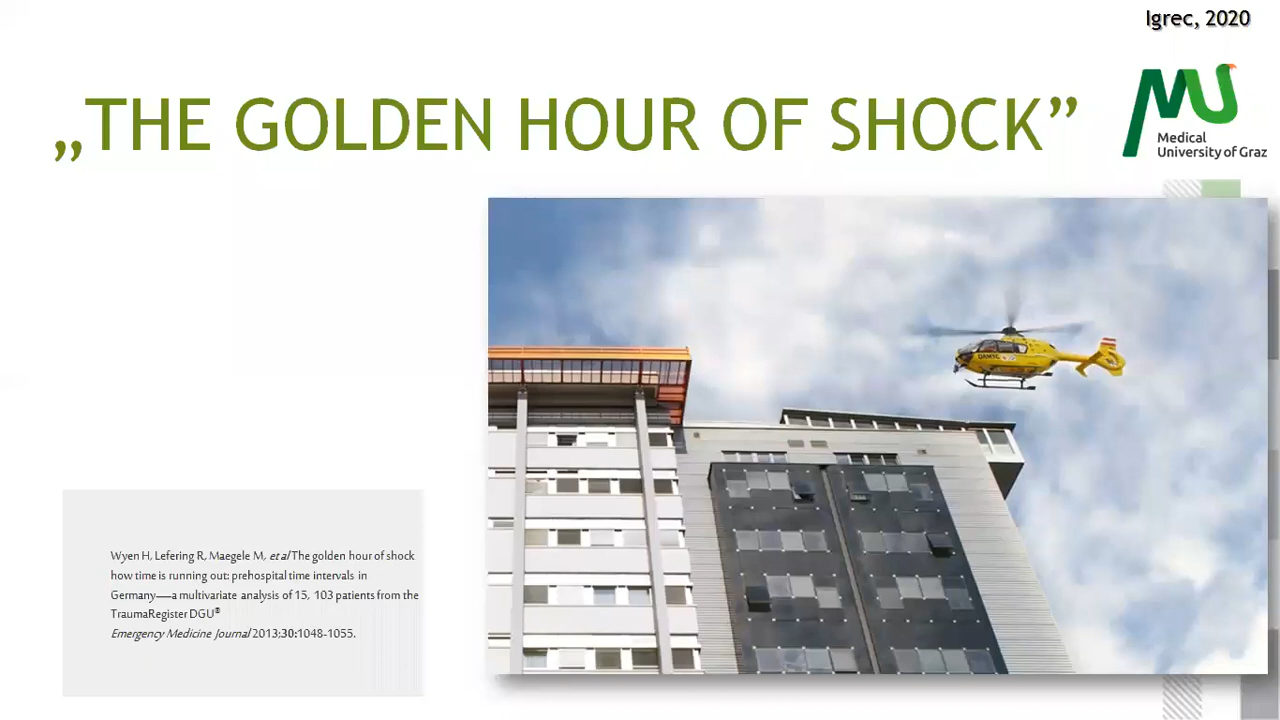 Igrec, 2020
„THE GOLDEN HOUR OF SHOCK”
Medical
University of Graz
ÖAMTC
Wyen H, Lefering R, Maegele M, et al The golden hour of shock
how time is running out: prehospital time intervals in
Germany—a multivariate analysis of 15, 103 patients from the
TraumaRegister DGU®
Emergency Medicine Journal 2013;30:1048-1055.